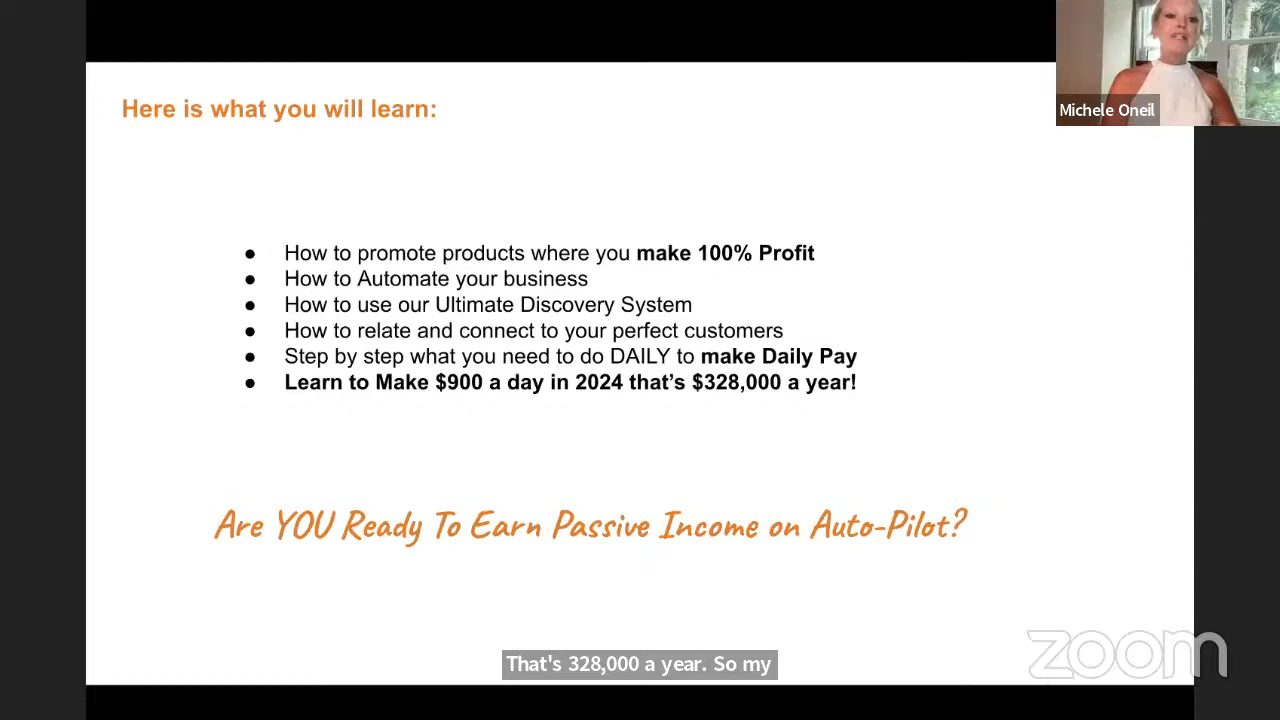 Here is what you will learn:
Michele Oneil
● How to promote products where you make 100% Profit
● How to Automate your business
● How to use our Ultimate Discovery System
● How to relate and connect to your perfect customers
● Step by step what you need to do DAILY to make Daily Pay
● Learn to Make $900 a day in 2024 that’s $328,000 a year!
Are YOU Ready To Earn Passive Income on Auto-Pilot?
That's 328,000 a year. So my
zoom